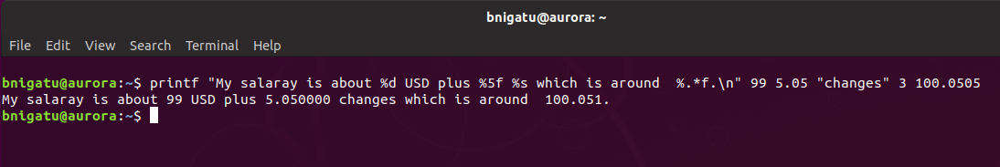 bnigatu@aurora: ~
File Edit View Search Terminal Help
bnigatu@aurora:~$ printf "My salaray is about %d USD plus %5f %s which is around  %.*f.\n" 99 5.05 "changes" 3 100.0505
My salaray is about 99 USD plus 5.050000 changes which is around  100.051.
bnigatu@aurora:~$